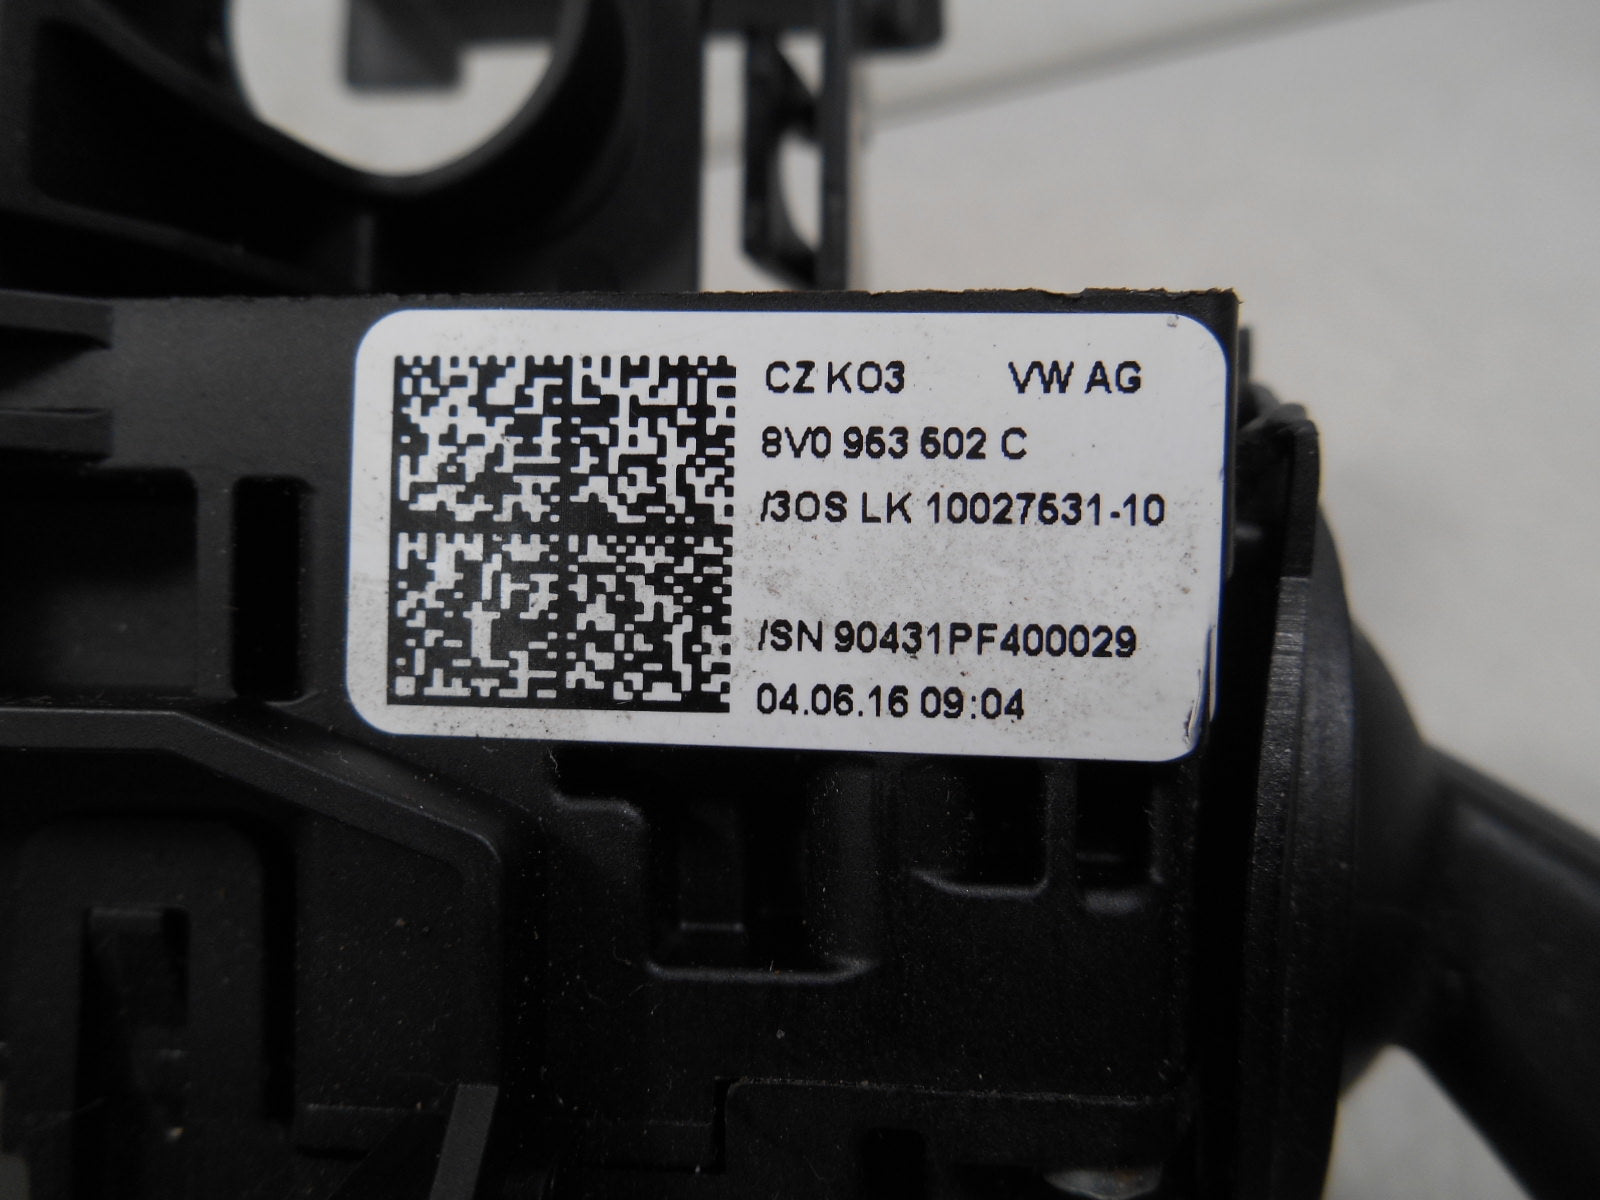 CZ KO3 VW AG
8V0 953 502 C
/3OS LK 10027531-10
/SN 90431PF400029
04.06.16 09:04